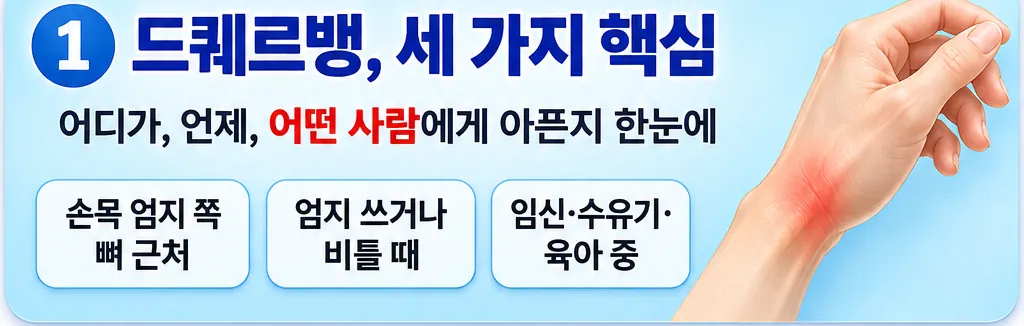 1 드퀘르뱅, 세 가지 핵심
어디가, 언제, 어떤 사람에게 아픈지 한눈에
손목 엄지 쪽
뼈 근처
엄지 쓰거나
비틀 때
임신·수유기·
육아 중